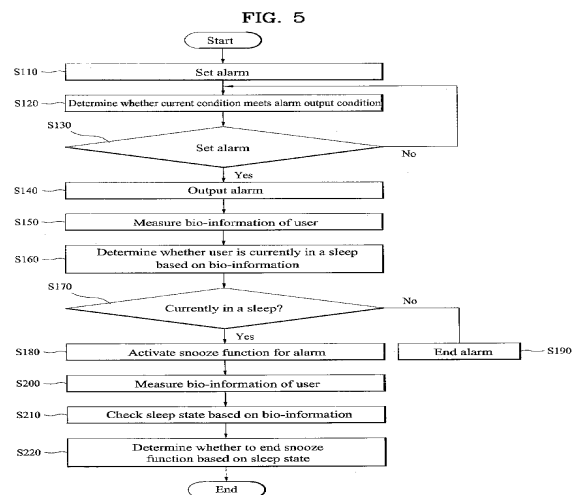 FIG. 5
Start
S110
Set alarm
S120
Determine whether current condition meets alarm output condition
S130
Set alarm
No
Yes
S140
Output alarm
S150
Measure bio-information of user
S160
Determine whether user is currently in a sleep
based on bio-information
S170
Currently in a sleep?
No
Yes
S180
Activate snooze function for alarm
End alarm
S190
S200
Measure bio-information of user
S210
Check sleep state based on bio-information
S220
Determine whether to end snooze
function based on sleep state
End